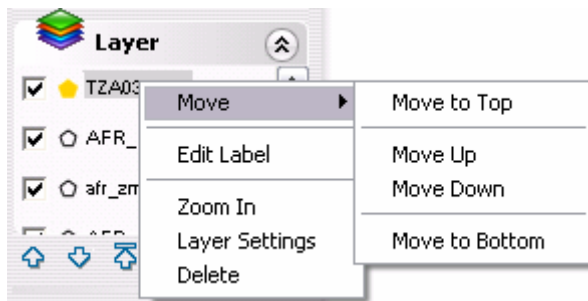 Layer
TZA03
AFR_
afr_zm
AFR
Move
Edit Label
Zoom In
Layer Settings
Delete
Move to Top
Move Up
Move Down
Move to Bottom